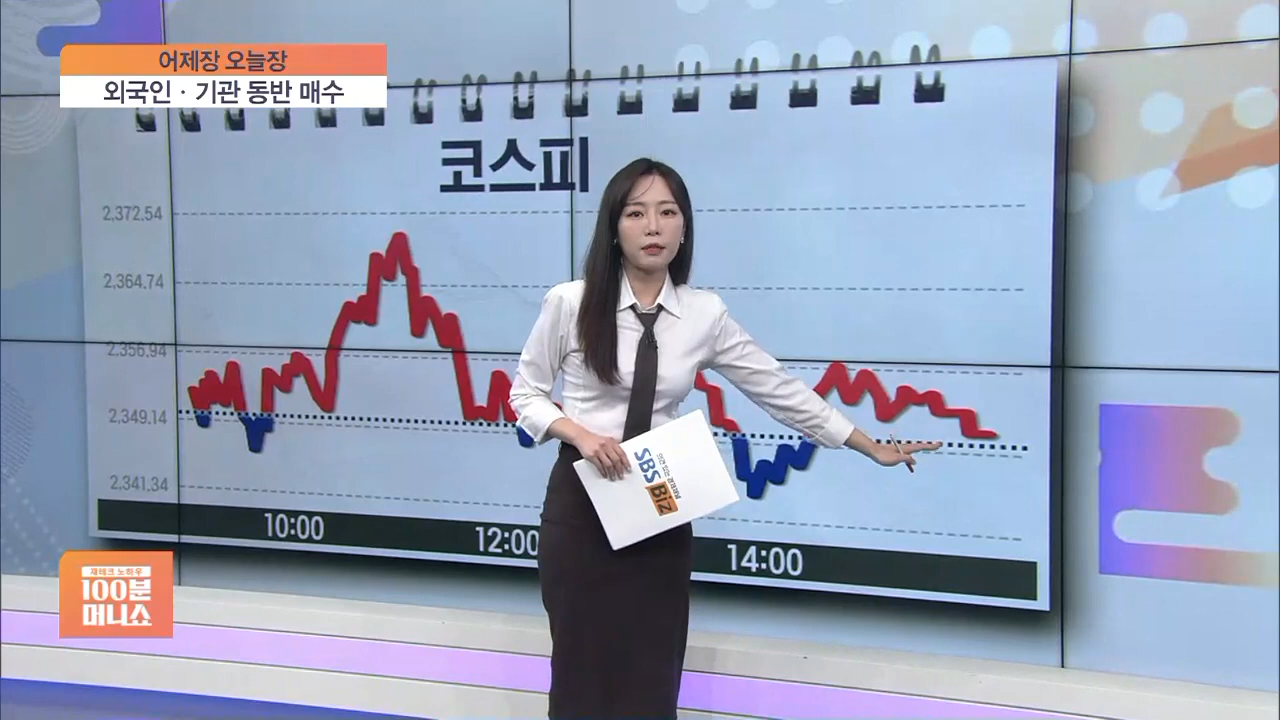 어제장 오늘장
외국인·기관 동반 매수
코스피
2,372.54
2,364.74
2,356.94
2,349.14
2,341.34
10:00
12:00
14:00
SBS Biz
재테크 노하우
100분
머니쇼